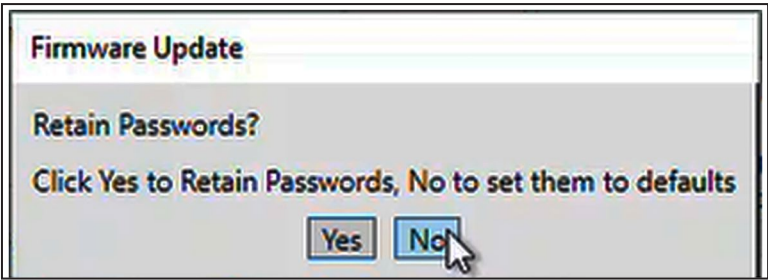 Firmware Update
Retain Passwords?
Click Yes to Retain Passwords, No to set them to defaults
Yes No